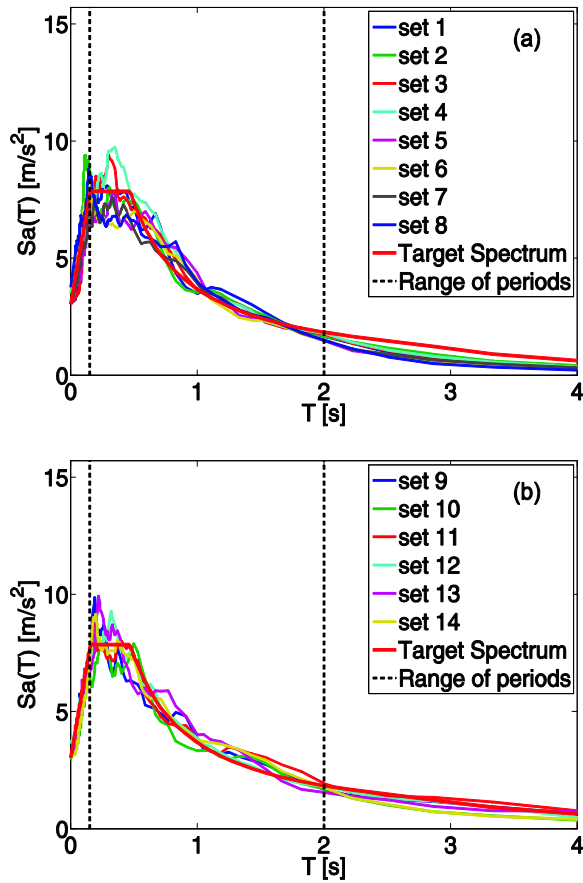 15
10
5
0
Sa(T) [m/s²]
(a)
set 1
set 2
set 3
set 4
set 5
set 6
set 7
set 8
Target Spectrum
Range of periods
0 1 2 3 4
T [s]
15
10
5
0
Sa(T) [m/s²]
(b)
set 9
set 10
set 11
set 12
set 13
set 14
Target Spectrum
Range of periods
0 1 2 3 4
T [s]